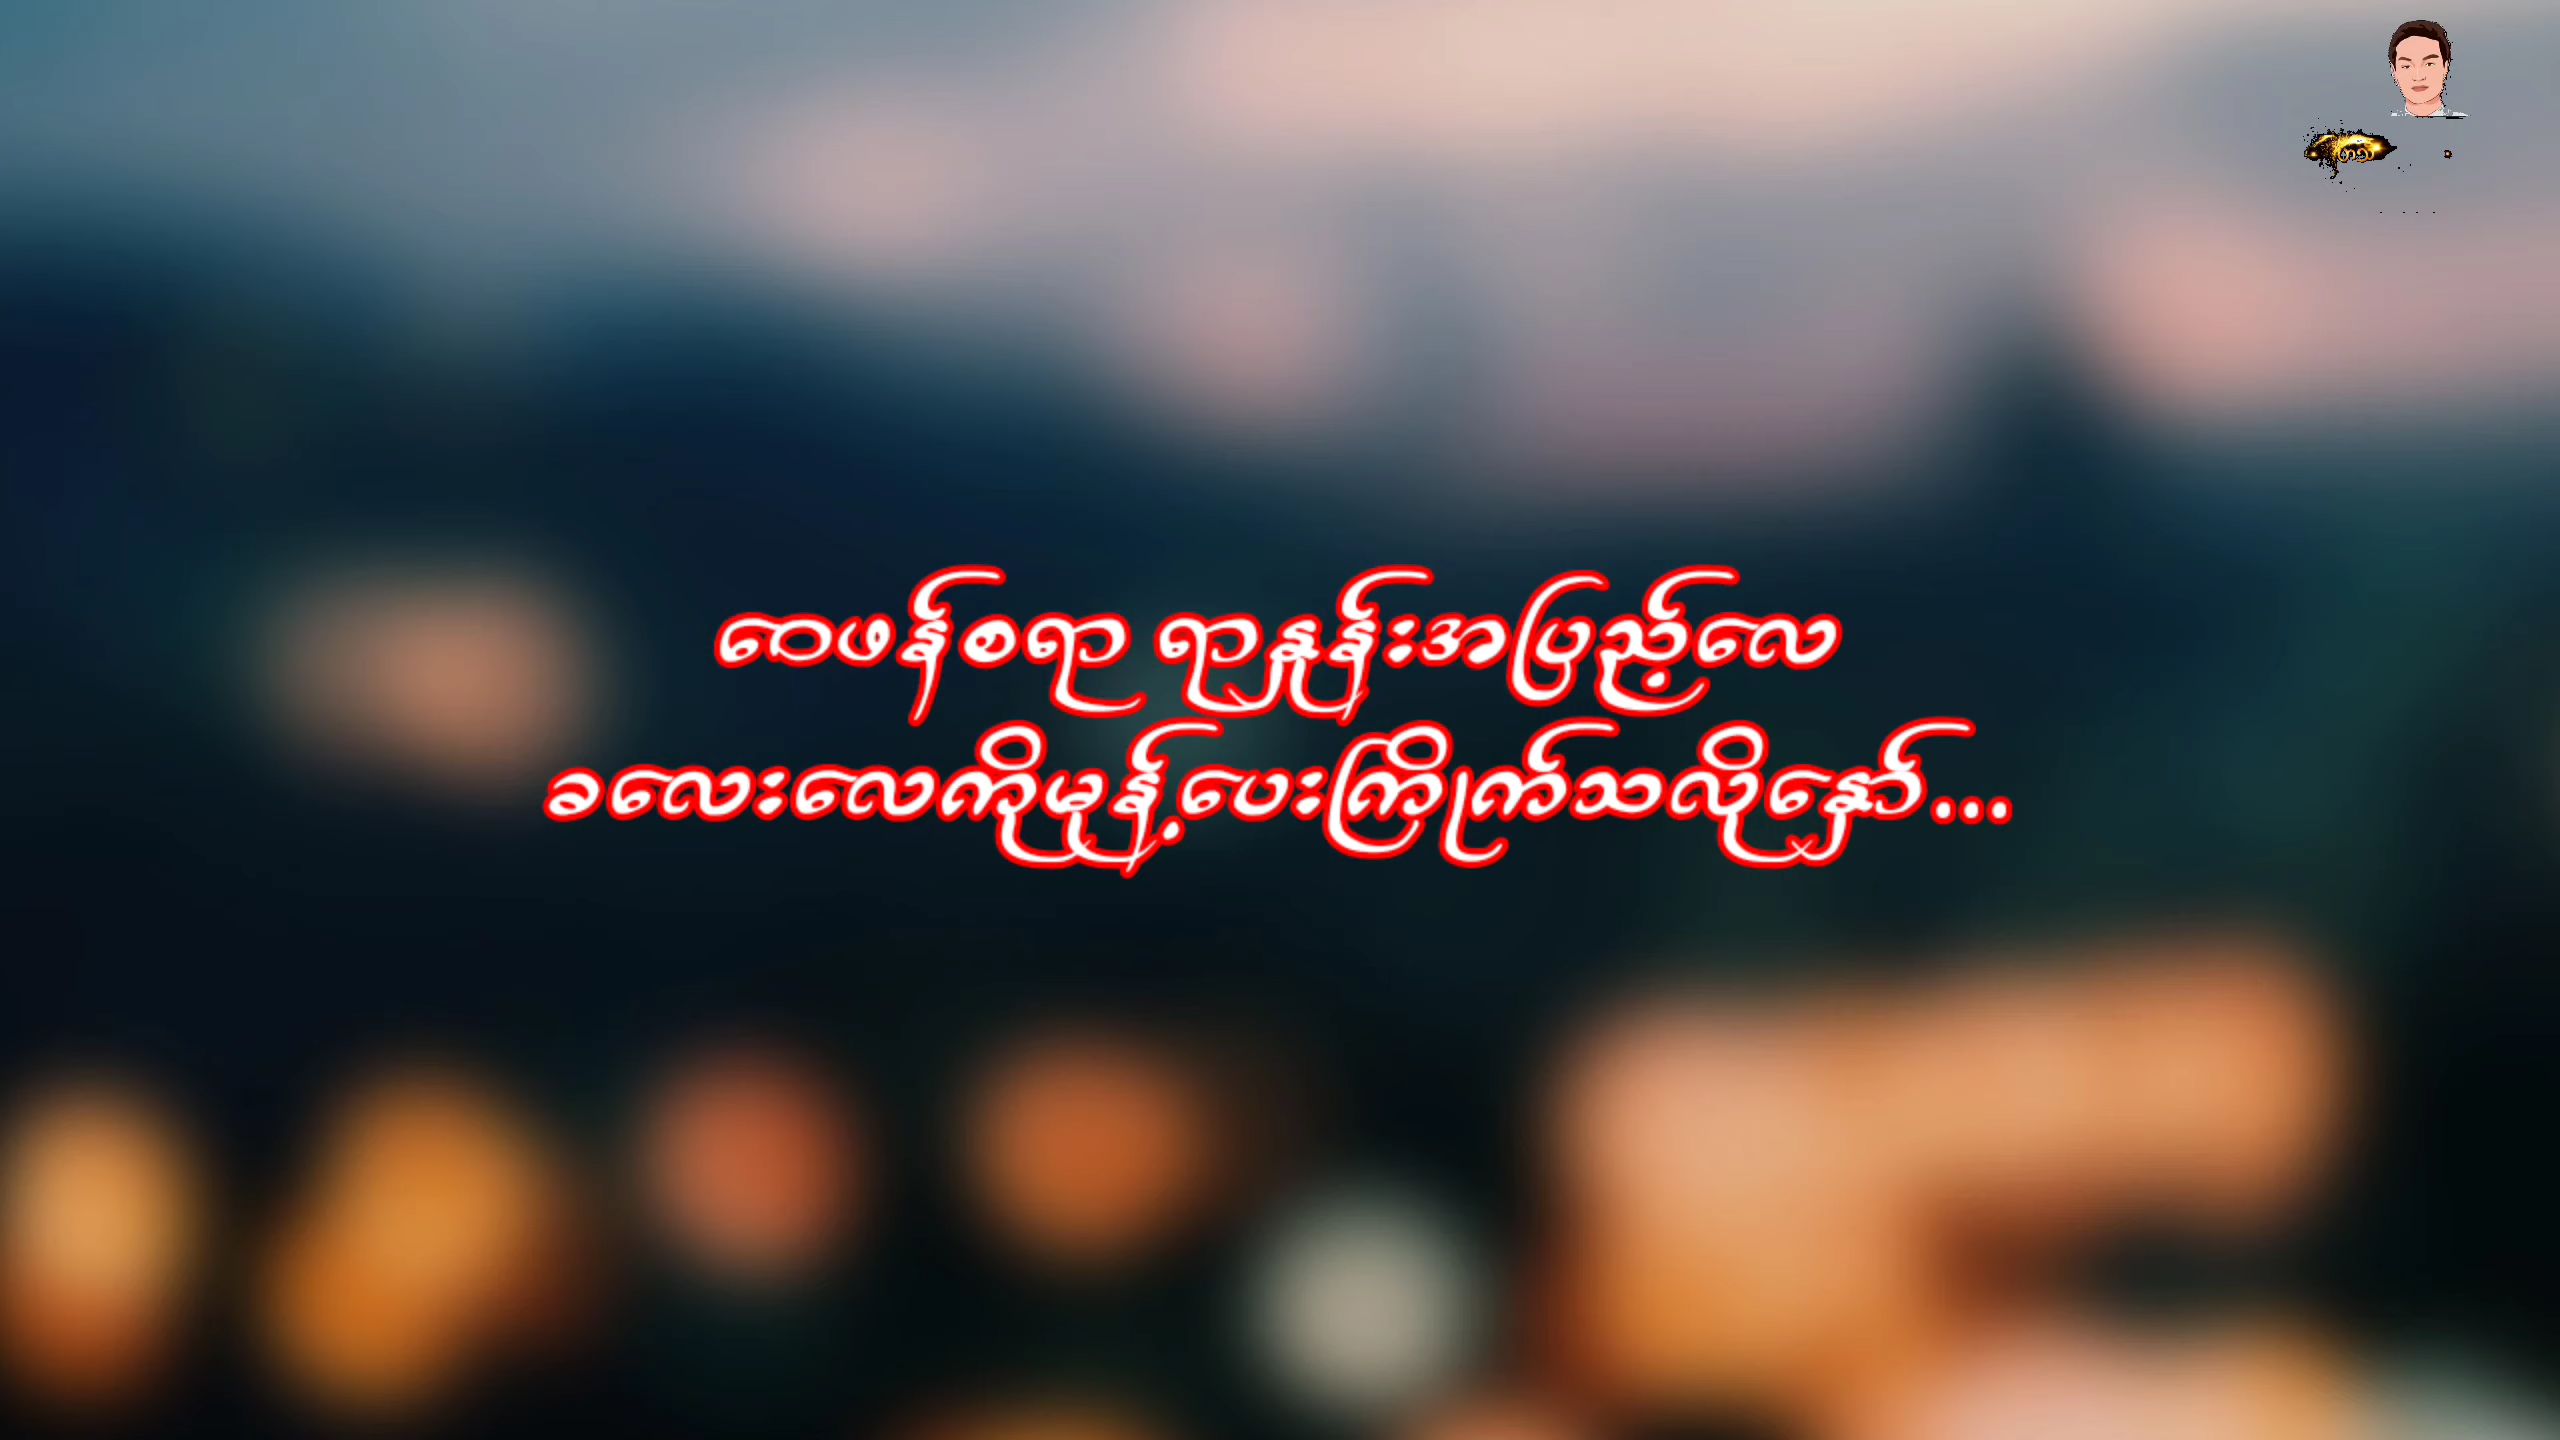 ဝေဖန်စရာ ရာနှုန်းအပြည့်လေ
ခလေးလေကိုမုန့်ပေးကြိုက်သလိုနှော်...